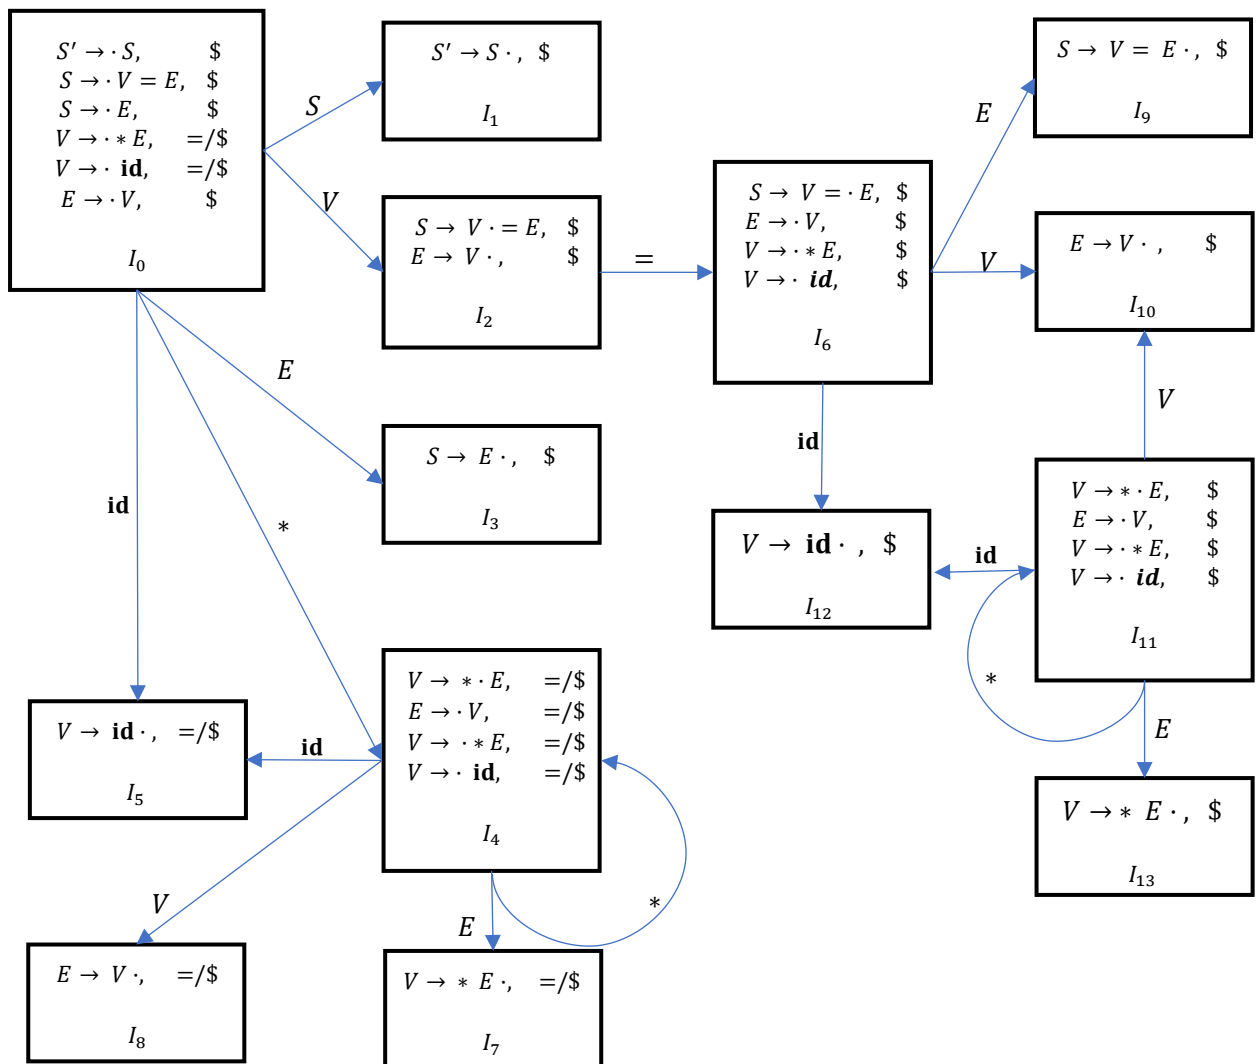 S′ → · S, $
S → · V = E, $
S → · E, $
V → · * E, =/$
V → · id, =/$
E → · V, $
I₀
S
V
S′ → S · , $
I₁
S → V · = E, $
E → V · , $
I₂
=
S → V = · E, $
E → · V, $
V → · * E, $
V → · id, $
I₆
E
V
S → V = E · , $
I₉
E → V · , $
I₁₀
V
E
S → E · , $
I₃
id
*
id
V → id · , $
I₁₂
id
V → * · E, $
E → · V, $
V → · * E, $
V → · id, $
I₁₁
*
E
V → * E · , $
I₁₃
V → id · , =/$
I₅
id
V → * · E, =/$
E → · V, =/$
V → · * E, =/$
V → · id, =/$
I₄
V
E
*
E → V ·, =/$
I₈
V → * E ·, =/$
I₇